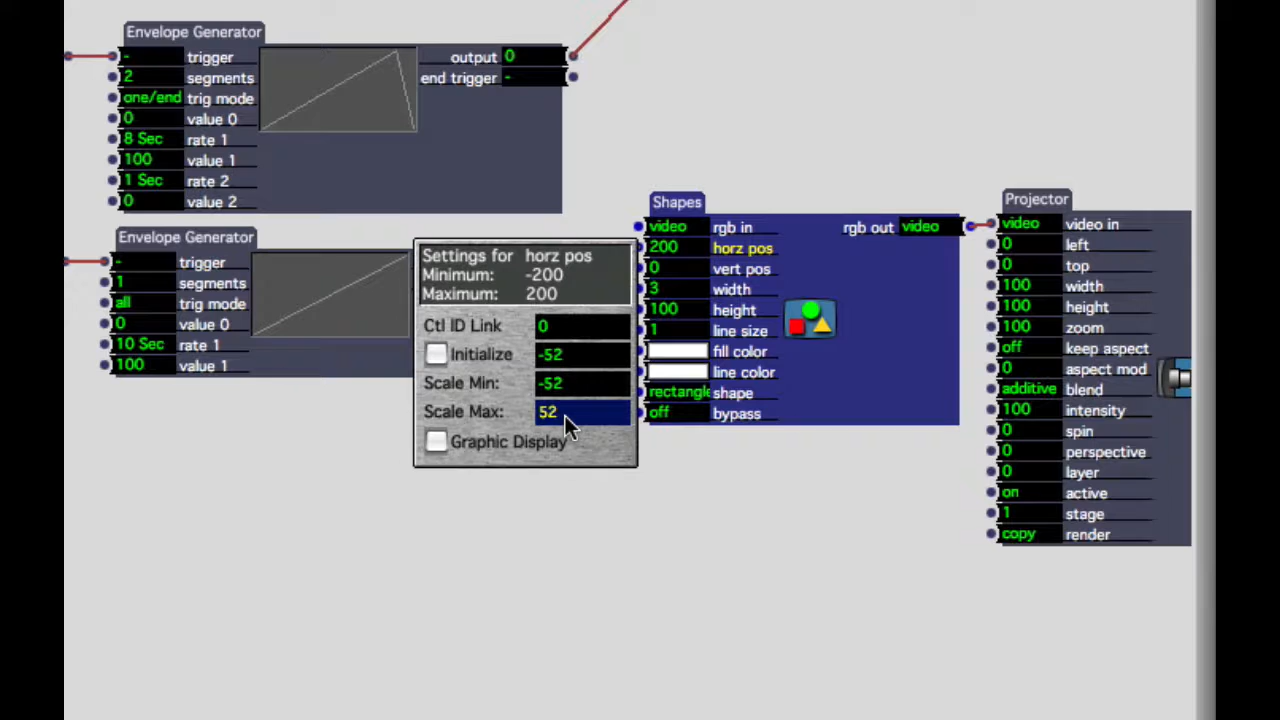 Envelope Generator
- trigger output 0
2 segments end trigger -
one/end trig mode
0 value 0
8 Sec rate 1
100 value 1
1 Sec rate 2
0 value 2
Envelope Generator
- trigger
1 segments
all trig mode
0 value 0
10 Sec rate 1
100 value 1
Settings for horz pos
Minimum: -200
Maximum: 200
Ctl ID Link 0
Initialize -52
Scale Min: -52
Scale Max: 52
Graphic Display
Shapes
video rgb in rgb out video
200 horz pos
0 vert pos
3 width
100 height
1 line size
fill color
line color
rectangle shape
off bypass
Projector
video video in
0 left
0 top
100 width
100 height
100 zoom
off keep aspect
0 aspect mod
additive blend
100 intensity
0 spin
0 perspective
0 layer
on active
1 stage
copy render